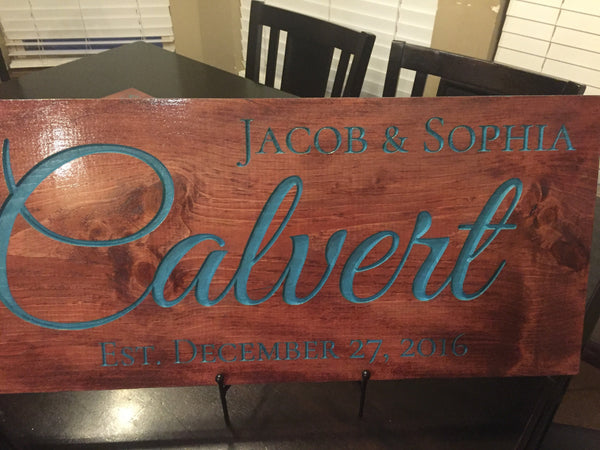 JACOB & SOPHIA
Calvert
EST. DECEMBER 27, 2016